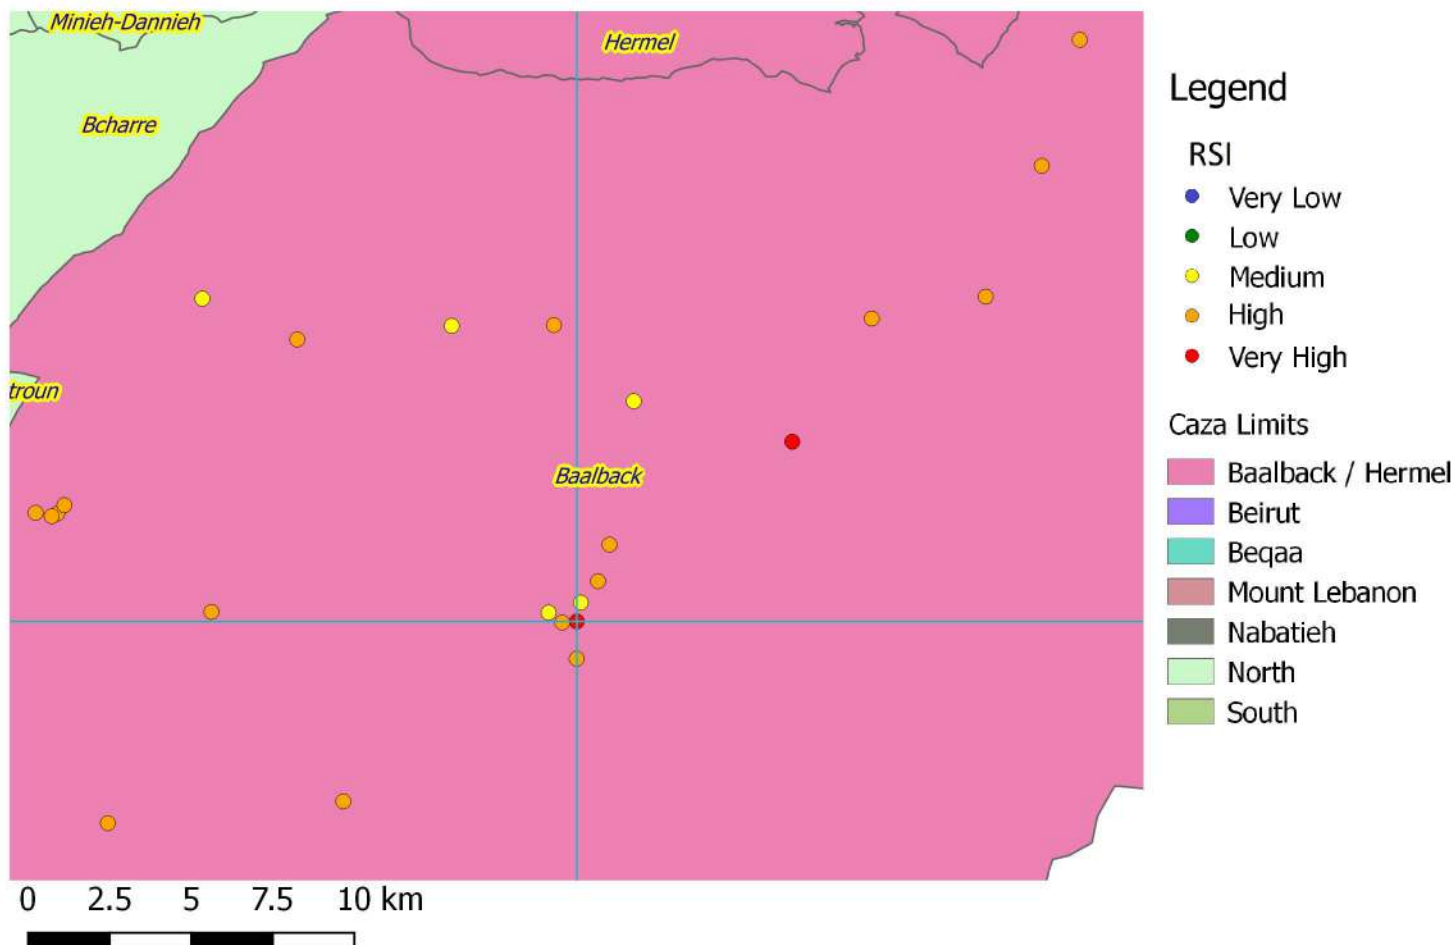 Minieh-Dannieh
Hermel
Bcharre
troun
Baalback
0 2.5 5 7.5 10 km
Legend
RSI
Very Low
Low
Medium
High
Very High
Caza Limits
Baalback / Hermel
Beirut
Beqaa
Mount Lebanon
Nabatieh
North
South